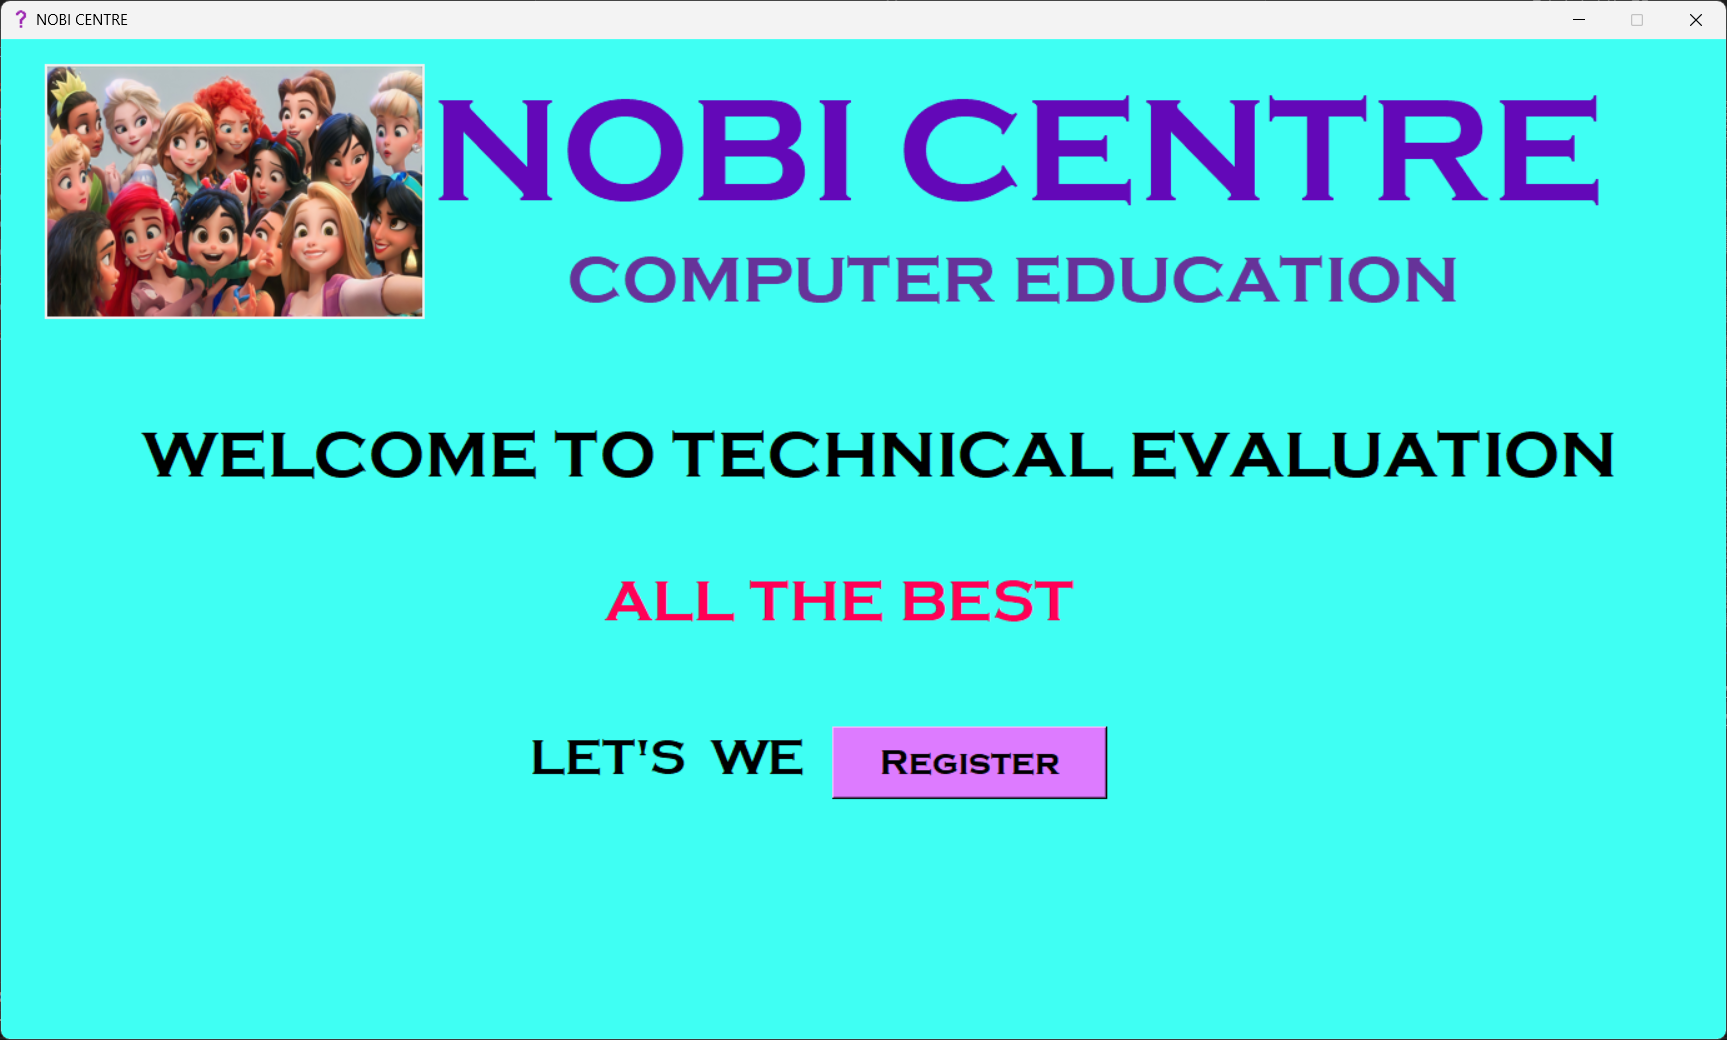 NOBI CENTRE
NOBI CENTRE
COMPUTER EDUCATION
WELCOME TO TECHNICAL EVALUATION
ALL THE BEST
LET'S WE Register